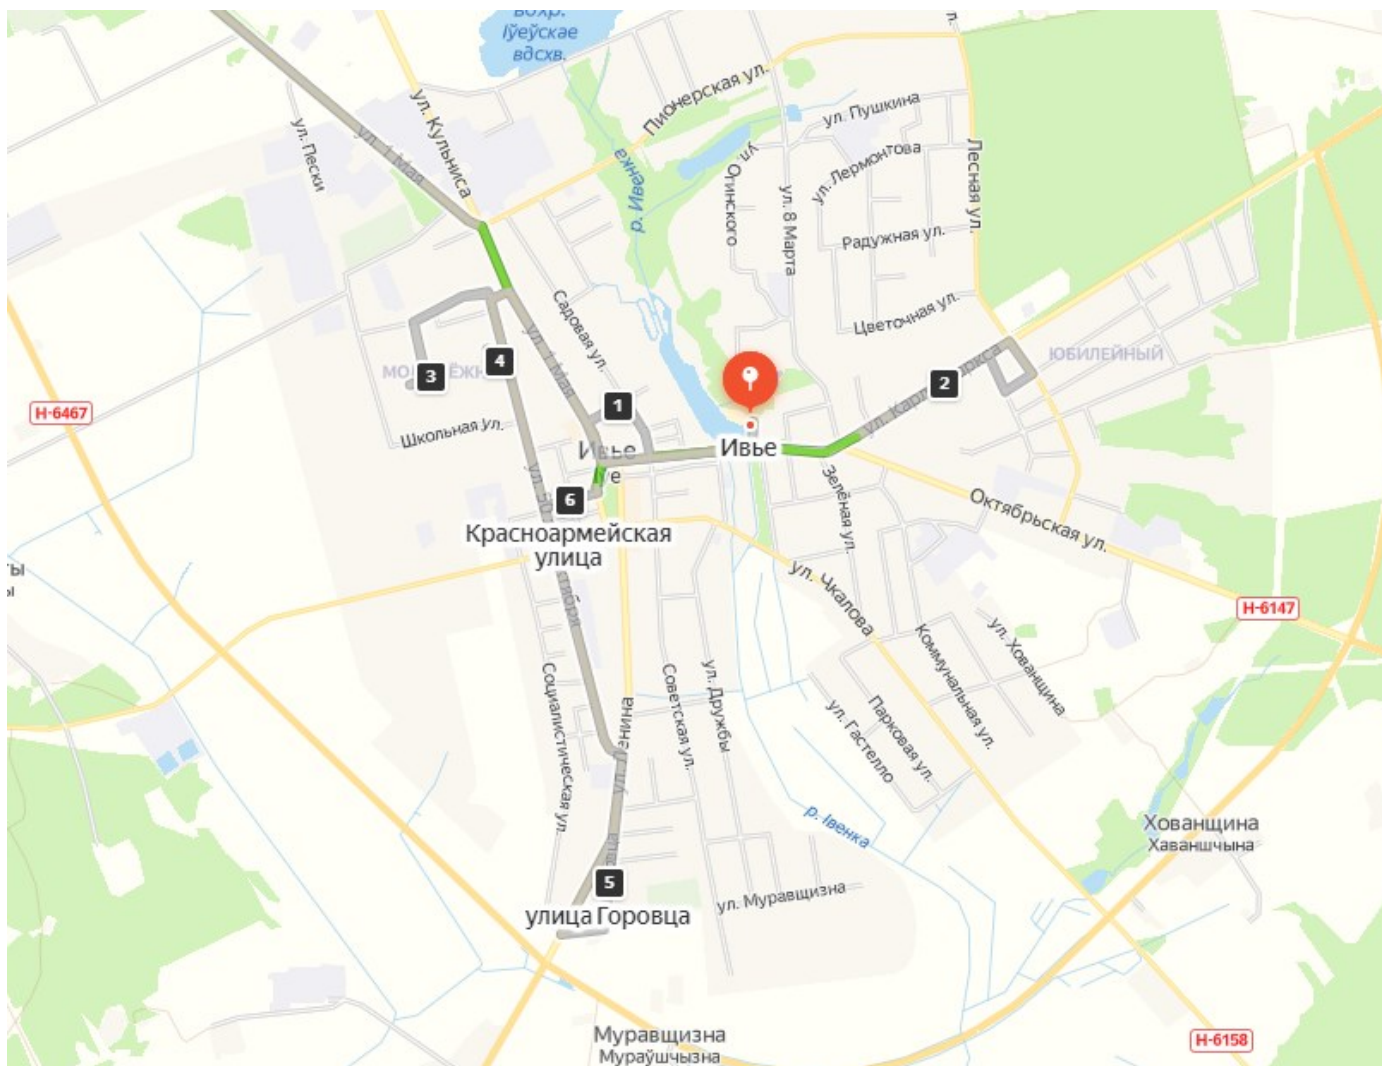 вдхр.
Іўеўскае
вдсхв.
ул. Кульниса
Пионерская ул.
ул. Пушкина
ул. Пески
ул. 1 Мая
р. Ивенка
ул. Огинского
ул. 8 Марта
ул. Лермонтова
Лесная ул.
Радужная ул.
Садовая ул.
Цветочная ул.
ул. 1 Мая
4
3
1
2
ЮБИЛЕЙНЫЙ
Н-6467
Школьная ул.
Ивье
Ивье
6
Красноармейская
улица
Зелёная ул.
Октябрьская ул.
ул. Чкалова
Н-6147
Коммунальная ул.
ул. Хованщина
Социалистическая ул.
Советская ул.
ул. Дружбы
Парковая ул.
ул. Гастелло
р. Івенка
Хованщина
Хаваншчына
5
улица Горовца
ул. Муравщизна
Муравщизна
Мураўшчызна
Н-6158